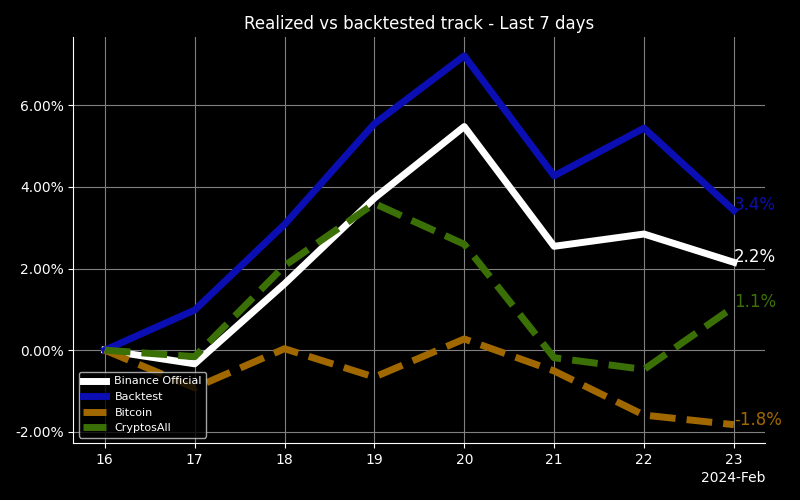 Realized vs backtested track - Last 7 days
6.00%
4.00%
2.00%
0.00%
-2.00%
3.4%
2.2%
1.1%
-1.8%
Binance Official
Backtest
Bitcoin
CryptosAll
16 17 18 19 20 21 22 23
2024-Feb